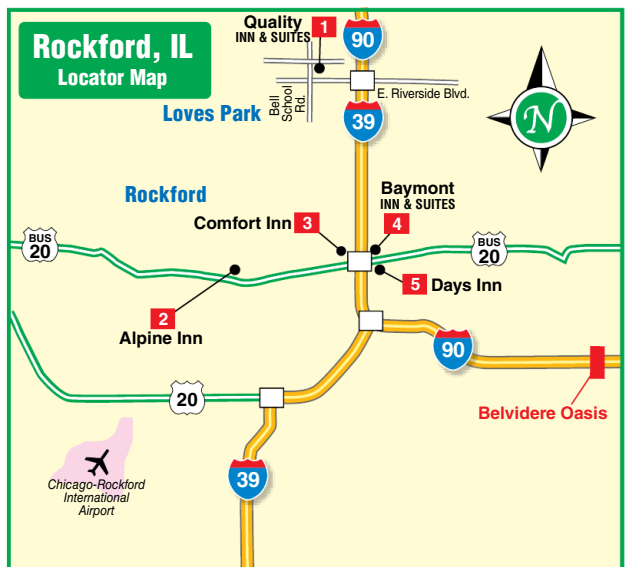 Rockford, IL
Locator Map
Quality
INN & SUITES
1
90
Bell
School
Rd.
E. Riverside Blvd.
Loves Park
39
N
Rockford
Baymont
INN & SUITES
Comfort Inn
3
4
BUS
20
BUS
20
5
Days Inn
2
Alpine Inn
90
20
Belvidere Oasis
39
Chicago-Rockford
International
Airport